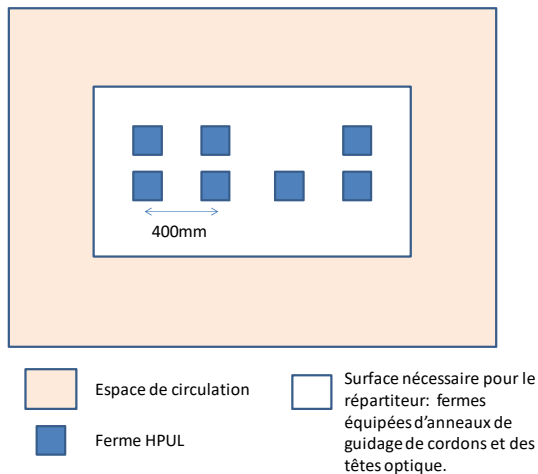 400mm
Espace de circulation
Ferme HPUL
Surface nécessaire pour le
répartiteur: fermes
équipées d'anneaux de
guidage de cordons et des
têtes optique.